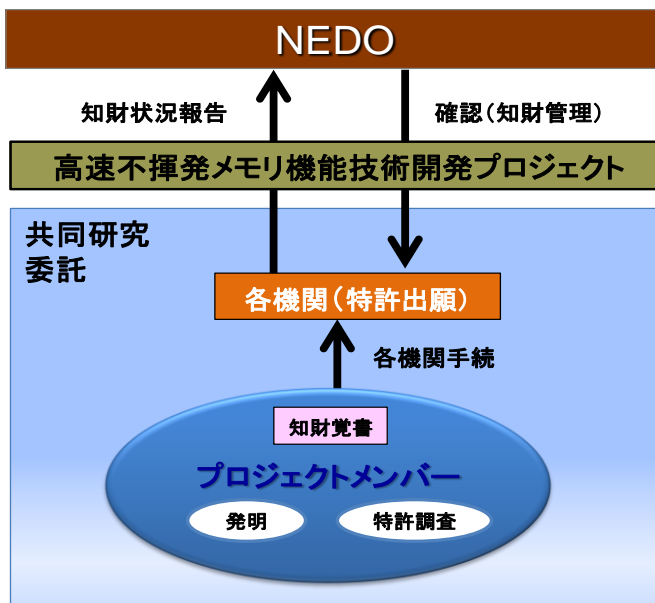 NEDO
知財状況報告
確認(知財管理)
高速不揮発メモリ機能技術開発プロジェクト
共同研究
委託
各機関(特許出願)
各機関手続
知財覚書
プロジェクトメンバー
発明
特許調査